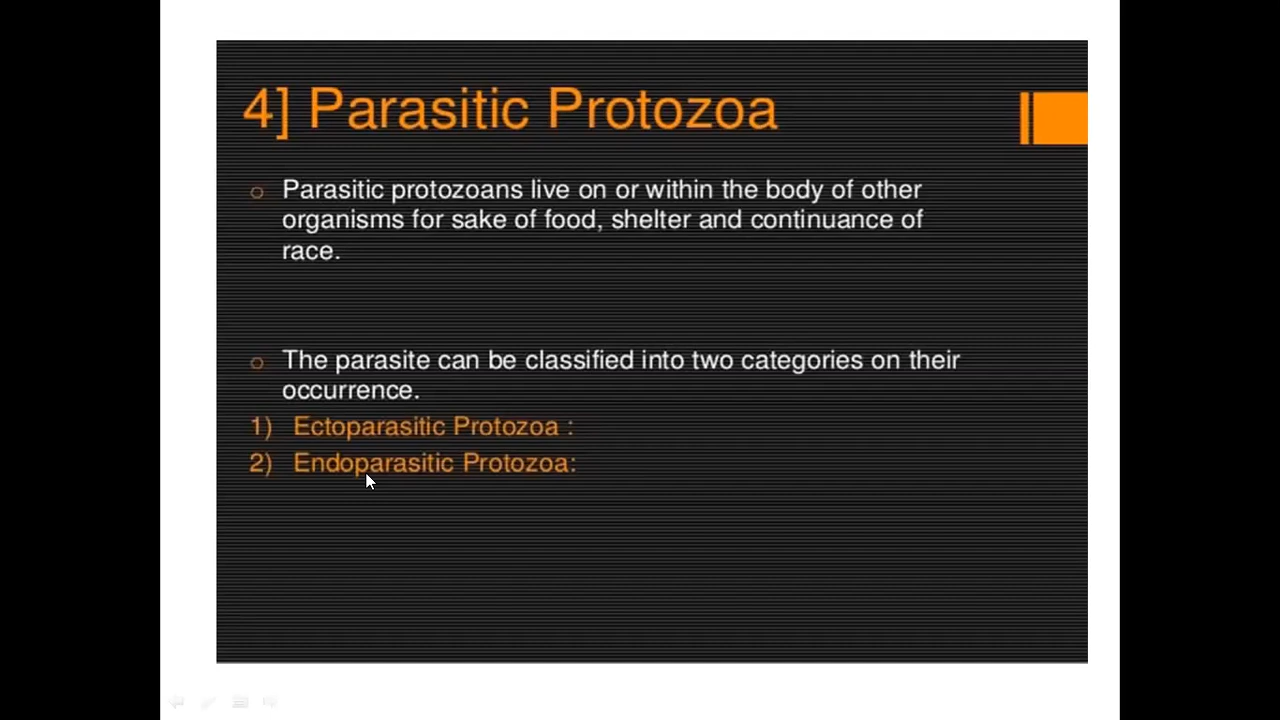 4] Parasitic Protozoa
Parasitic protozoans live on or within the body of other
organisms for sake of food, shelter and continuance of
race.
The parasite can be classified into two categories on their
occurrence.
1) Ectoparasitic Protozoa :
2) Endoparasitic Protozoa: